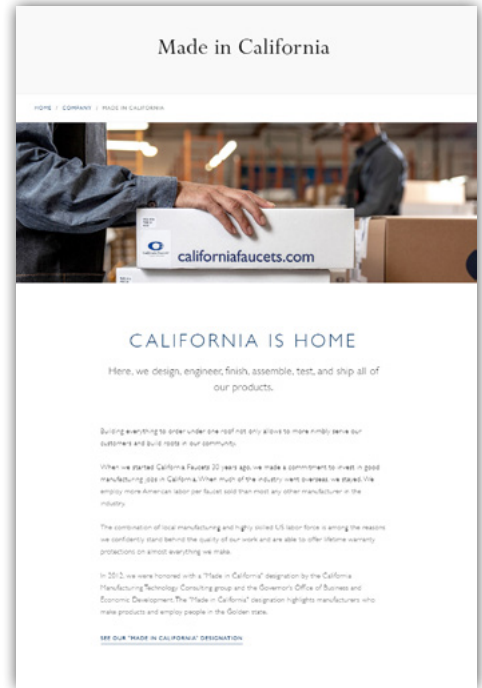 Made in California
HOME / COMPANY / MADE IN CALIFORNIA
californiafaucets.com
CALIFORNIA IS HOME
Here, we design, engineer, finish, assemble, test, and ship all of
our products.
Building everything to order under one roof not only allows to more nimbly serve our
customers and build roots in our community.
When we started California Faucets 30 years ago, we made a commitment to invest in good
manufacturing jobs in California. When much of the industry went overseas, we stayed. We
employ more American labor per faucet sold than most any other manufacturer in the
industry.
The combination of local manufacturing and highly skilled US labor force is among the reasons
we confidently stand behind the quality of our work and are able to offer lifetime warranty
protections on almost everything we make.
In 2012, we were honored with a "Made in California" designation by the California
Manufacturing Technology Consulting group and the Governor's Office of Business and
Economic Development. The "Made in California" designation highlights manufacturers who
make products and employ people in the Golden state.
SEE OUR "MADE IN CALIFORNIA" DESIGNATION